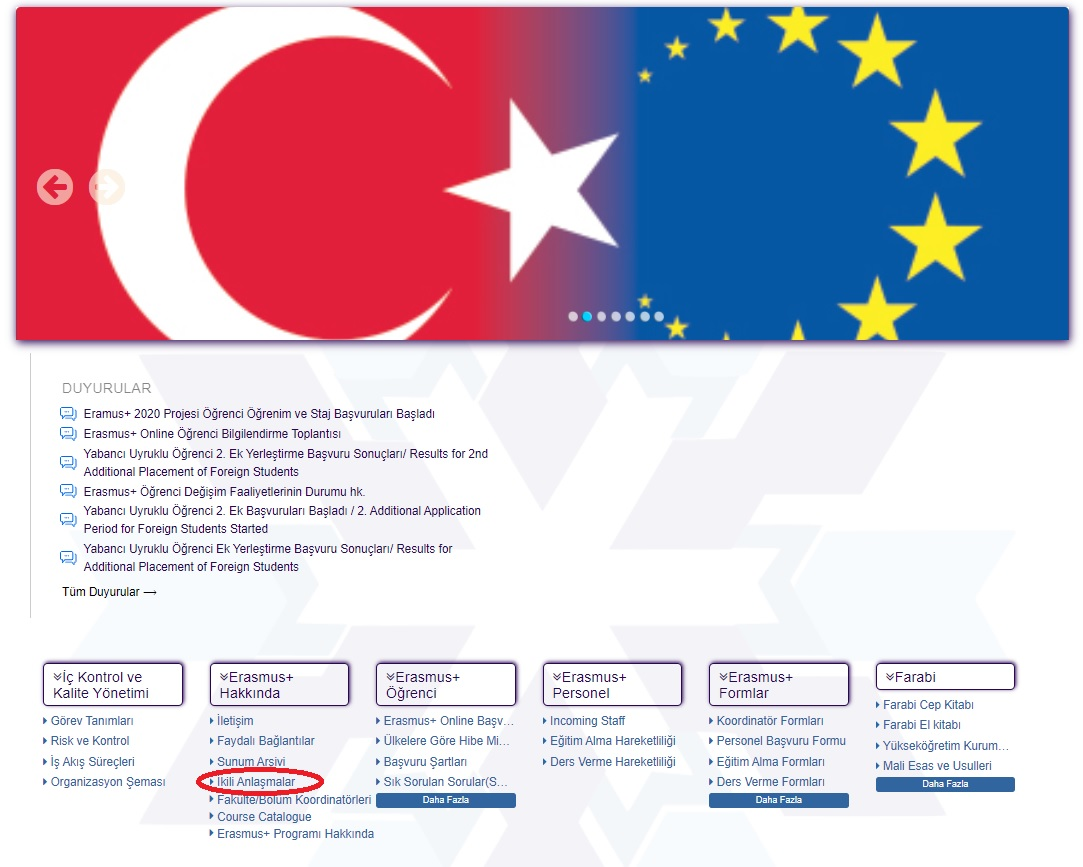 DUYURULAR
Eramus+ 2020 Projesi Öğrenci Öğrenim ve Staj Başvuruları Başladı
Erasmus+ Online Öğrenci Bilgilendirme Toplantısı
Yabancı Uyruklu Öğrenci 2. Ek Yerleştirme Başvuru Sonuçları/ Results for 2nd
Additional Placement of Foreign Students
Erasmus+ Öğrenci Değişim Faaliyetlerinin Durumu hk.
Yabancı Uyruklu Öğrenci 2. Ek Başvuruları Başladı / 2. Additional Application
Period for Foreign Students Started
Yabancı Uyruklu Öğrenci Ek Yerleştirme Başvuru Sonuçları/ Results for
Additional Placement of Foreign Students
Tüm Duyurular →
İç Kontrol ve
Kalite Yönetimi
Görev Tanımları
Risk ve Kontrol
İş Akış Süreçleri
Organizasyon Şeması
Erasmus+
Hakkında
İletişim
Faydalı Bağlantılar
Sunum Arşivi
İkili Anlaşmalar
Fakülte/Bölüm Koordinatörleri
Course Catalogue
Erasmus+ Programı Hakkında
Erasmus+
Öğrenci
Erasmus+ Online Başv...
Ülkelere Göre Hibe Mi...
Başvuru Şartları
Sık Sorulan Sorular(S...
Daha Fazla
Erasmus+
Personel
Incoming Staff
Eğitim Alma Hareketliliği
Ders Verme Hareketliliği
Erasmus+
Formlar
Koordinatör Formları
Personel Başvuru Formu
Eğitim Alma Formları
Ders Verme Formları
Daha Fazla
Farabi
Farabi Cep Kitabı
Farabi El kitabı
Yükseköğretim Kurum...
Mali Esas ve Usulleri
Daha Fazla